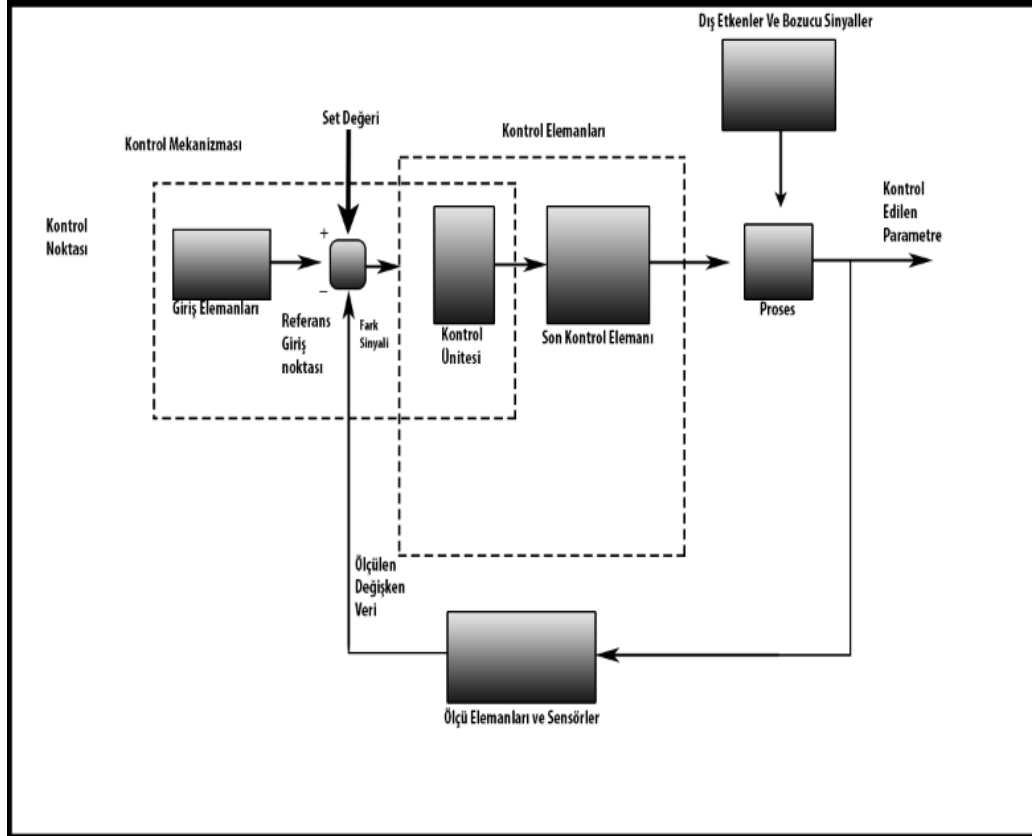 Dış Etkenler Ve Bozucu Sinyaller
Set Değeri
Kontrol Elemanları
Kontrol Mekanizması
Kontrol
Edilen
Parametre
Kontrol
Noktası
+
−
Giriş Elemanları
Referans
Giriş
noktası
Fark
Sinyali
Kontrol
Ünitesi
Son Kontrol Elemanı
Proses
Ölçülen
Değişken
Veri
Ölçü Elemanları ve Sensörler